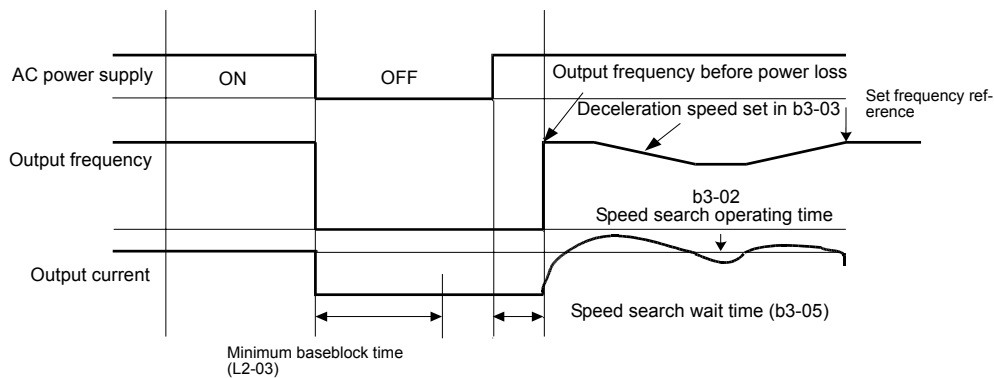 AC power supply
ON
OFF
Output frequency before power loss
Deceleration speed set in b3-03
Set frequency ref-
erence
Output frequency
b3-02
Speed search operating time
Output current
Speed search wait time (b3-05)
Minimum baseblock time
(L2-03)